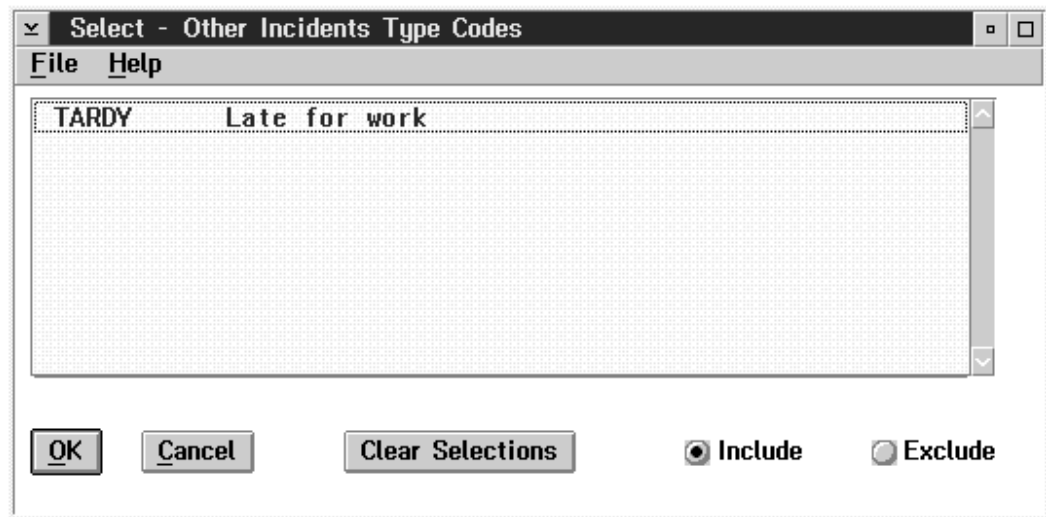 Select - Other Incidents Type Codes
File Help
TARDY Late for work
OK Cancel Clear Selections Include Exclude